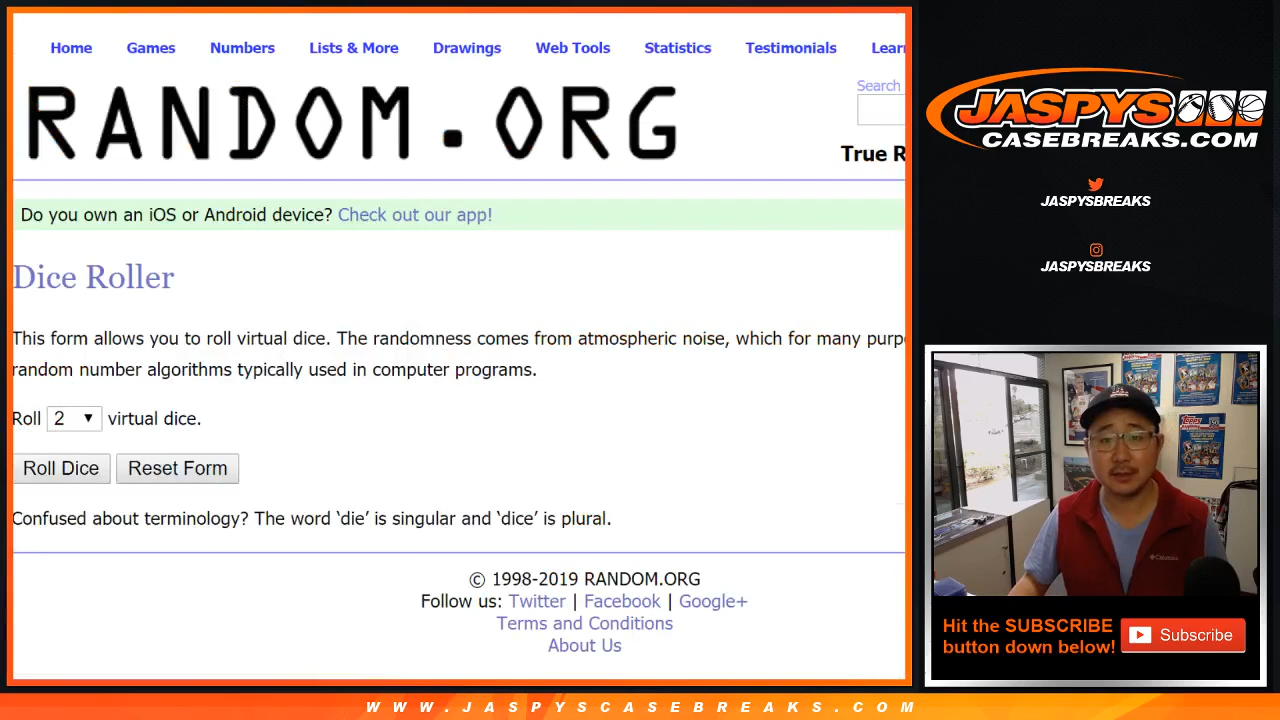 Home Games Numbers Lists & More Drawings Web Tools Statistics Testimonials Learn
RANDOM.ORG
Search
True R
Do you own an iOS or Android device? Check out our app!
Dice Roller
This form allows you to roll virtual dice. The randomness comes from atmospheric noise, which for many purpo
random number algorithms typically used in computer programs.
Roll 2 ▼ virtual dice.
Roll Dice Reset Form
Confused about terminology? The word ‘die’ is singular and ‘dice’ is plural.
© 1998-2019 RANDOM.ORG
Follow us: Twitter | Facebook | Google+
Terms and Conditions
About Us
JASPYS
CASEBREAKS.COM
JASPYSBREAKS
JASPYSBREAKS
Topps
Columbia
Hit the SUBSCRIBE
button down below!
Subscribe
WWW.JASPYSCASEBREAKS.COM